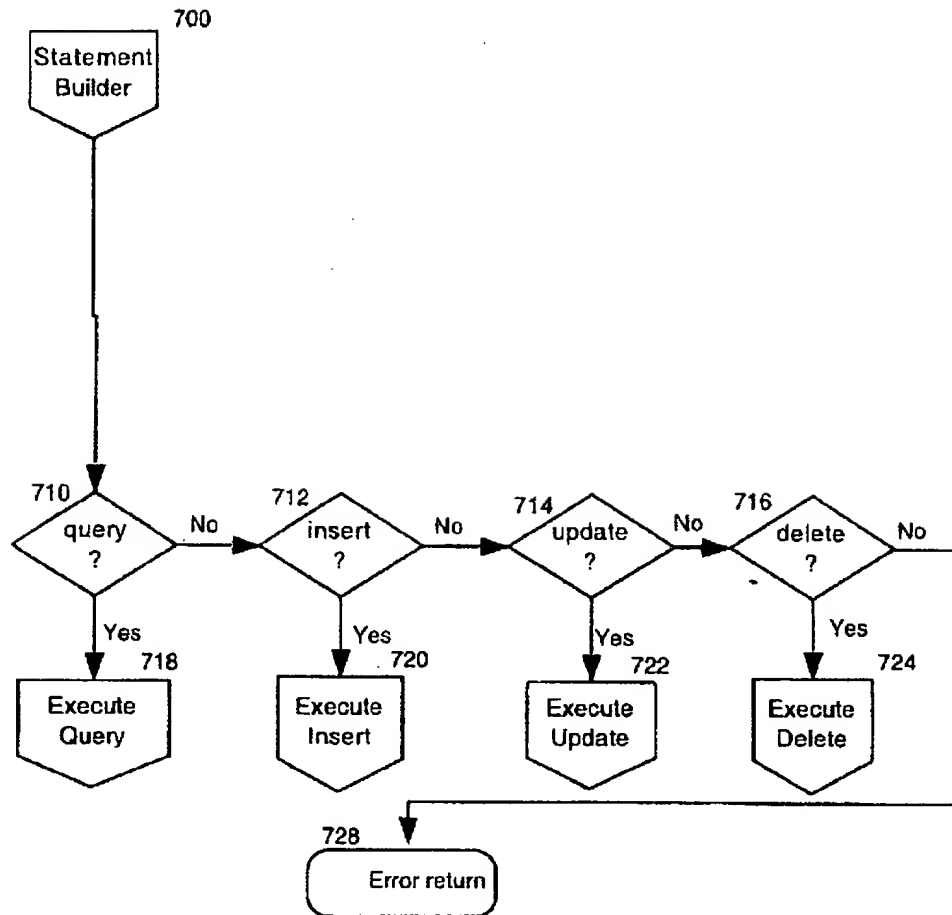 700
Statement
Builder
710
query
?
No
712
insert
?
No
714
update
?
No
716
delete
?
No
Yes
718
Execute
Query
Yes
720
Execute
Insert
Yes
722
Execute
Update
Yes
724
Execute
Delete
728
Error return